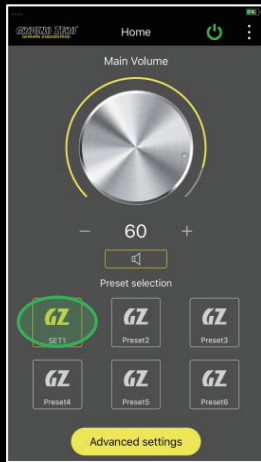 GROUND ZERO
GERMAN ENGINEERING
Home
Main Volume
− 60 +
Preset selection
GZ GZ GZ
SET1 Preset2 Preset3
GZ GZ GZ
Preset4 Preset5 Preset6
Advanced settings